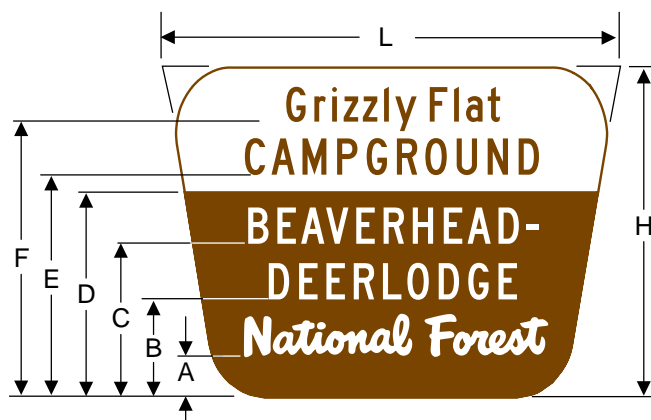 L
Grizzly Flat
CAMPGROUND
BEAVERHEAD-
DEERLODGE
National Forest
F
E
D
C
B
A
H